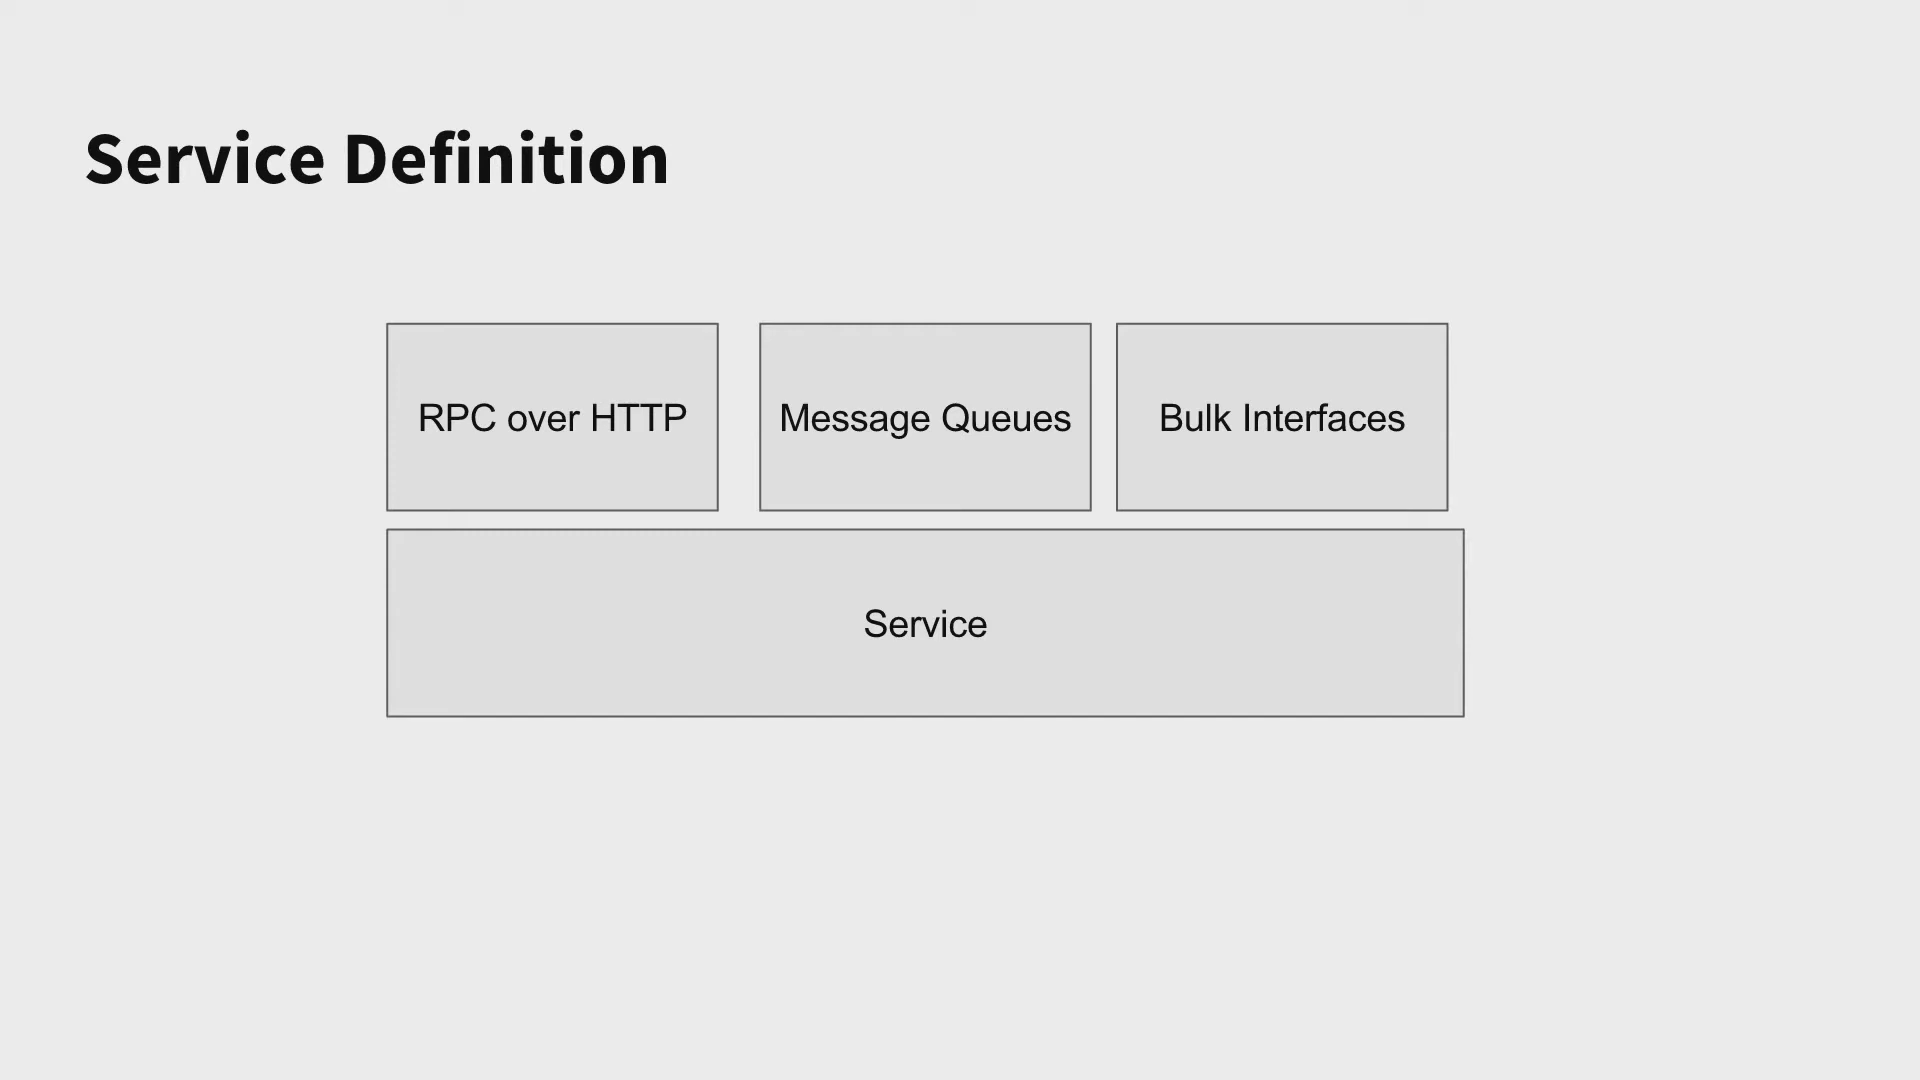 Service Definition
RPC over HTTP
Message Queues
Bulk Interfaces
Service